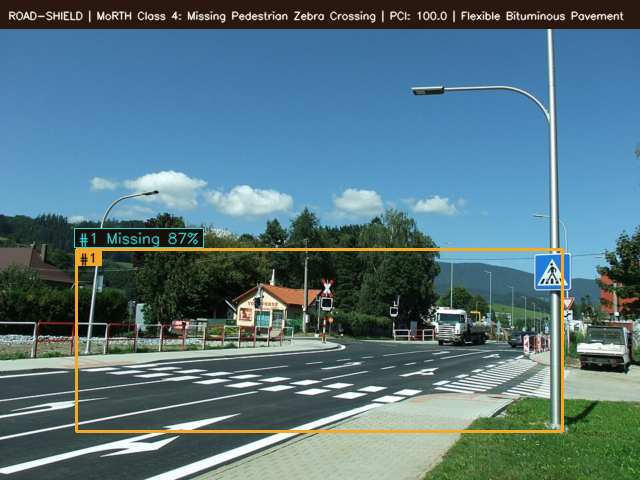 ROAD-SHIELD | MoRTH Class 4: Missing Pedestrian Zebra Crossing | PCI: 100.0 | Flexible Bituminous Pavement
#1 Missing 87%
#1